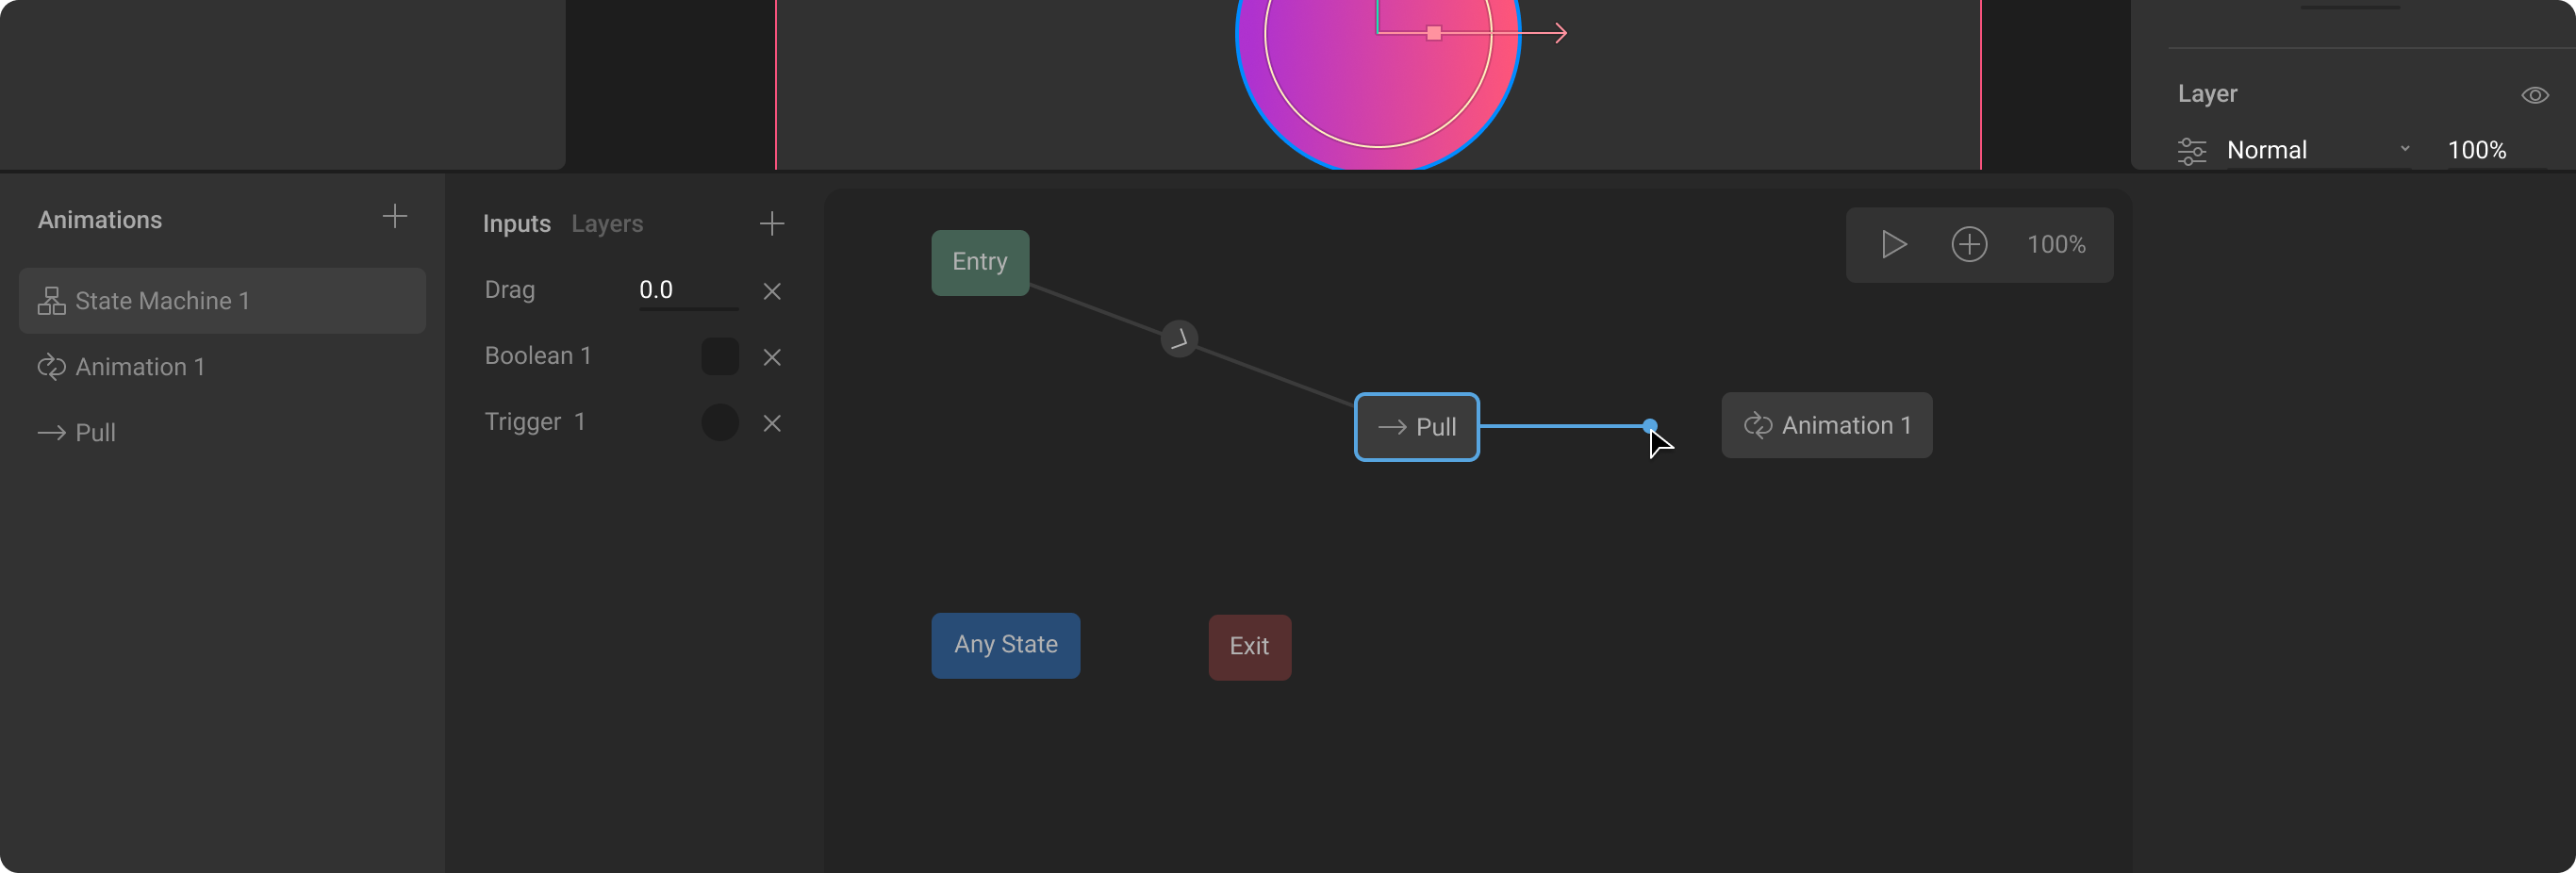 Layer
Normal 100%
Animations
State Machine 1
Animation 1
Pull
Inputs Layers
Drag 0.0
Boolean 1
Trigger 1
100%
Entry
Pull
Animation 1
Any State
Exit